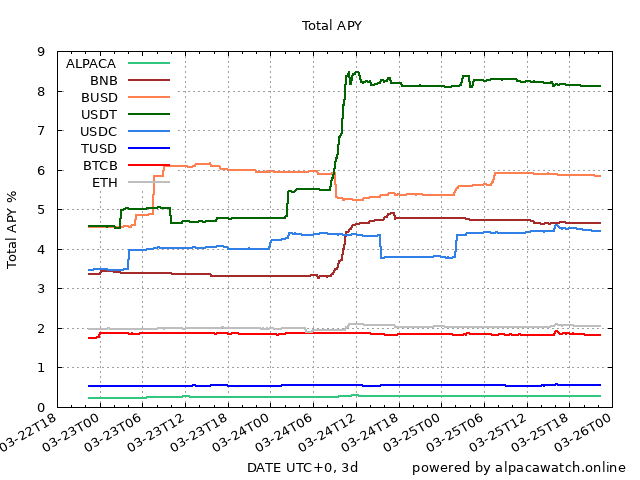 Total APY
9
8
7
6
5
4
3
2
1
0
Total APY %
ALPACA
BNB
BUSD
USDT
USDC
TUSD
BTCB
ETH
03-22T18
03-23T00
03-23T06
03-23T12
03-23T18
03-24T00
03-24T06
03-24T12
03-24T18
03-25T00
03-25T06
03-25T12
03-25T18
03-26T00
DATE UTC+0, 3d
powered by alpacawatch.online